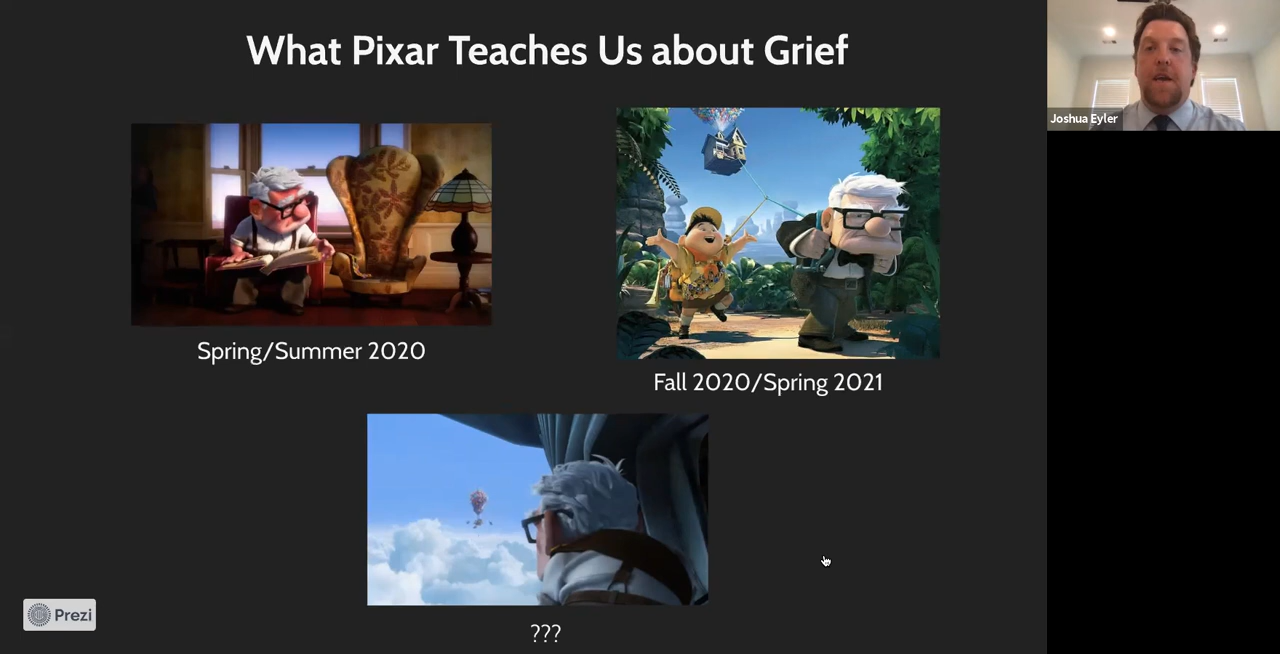 What Pixar Teaches Us about Grief
Joshua Eyler
Spring/Summer 2020
Fall 2020/Spring 2021
???
Prezi